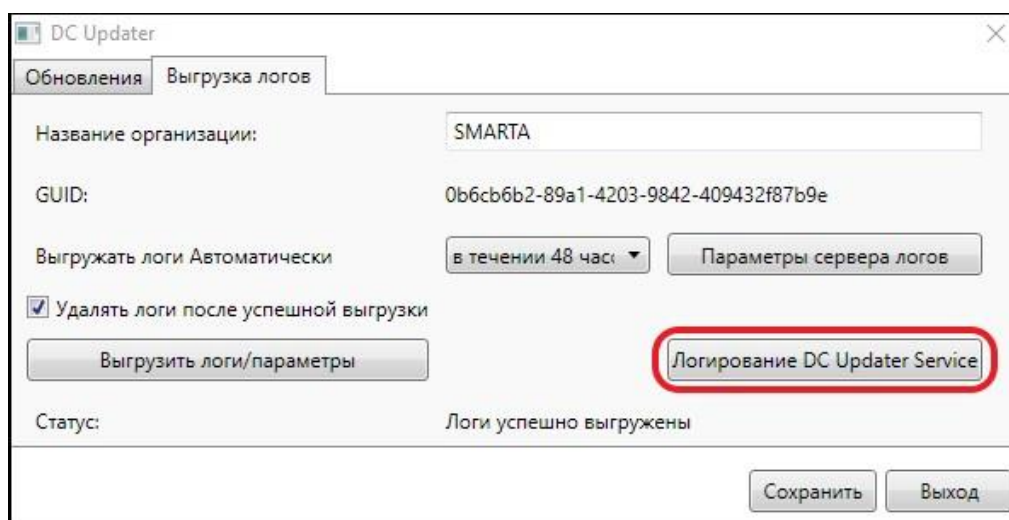 DC Updater
Обновления Выгрузка логов
Название организации: SMARTA
GUID: 0b6cb6b2-89a1-4203-9842-409432f87b9e
Выгружать логи Автоматически в течении 48 час Параметры сервера логов
Удалять логи после успешной выгрузки
Выгрузить логи/параметры Логирование DC Updater Service
Статус: Логи успешно выгружены
Сохранить Выход